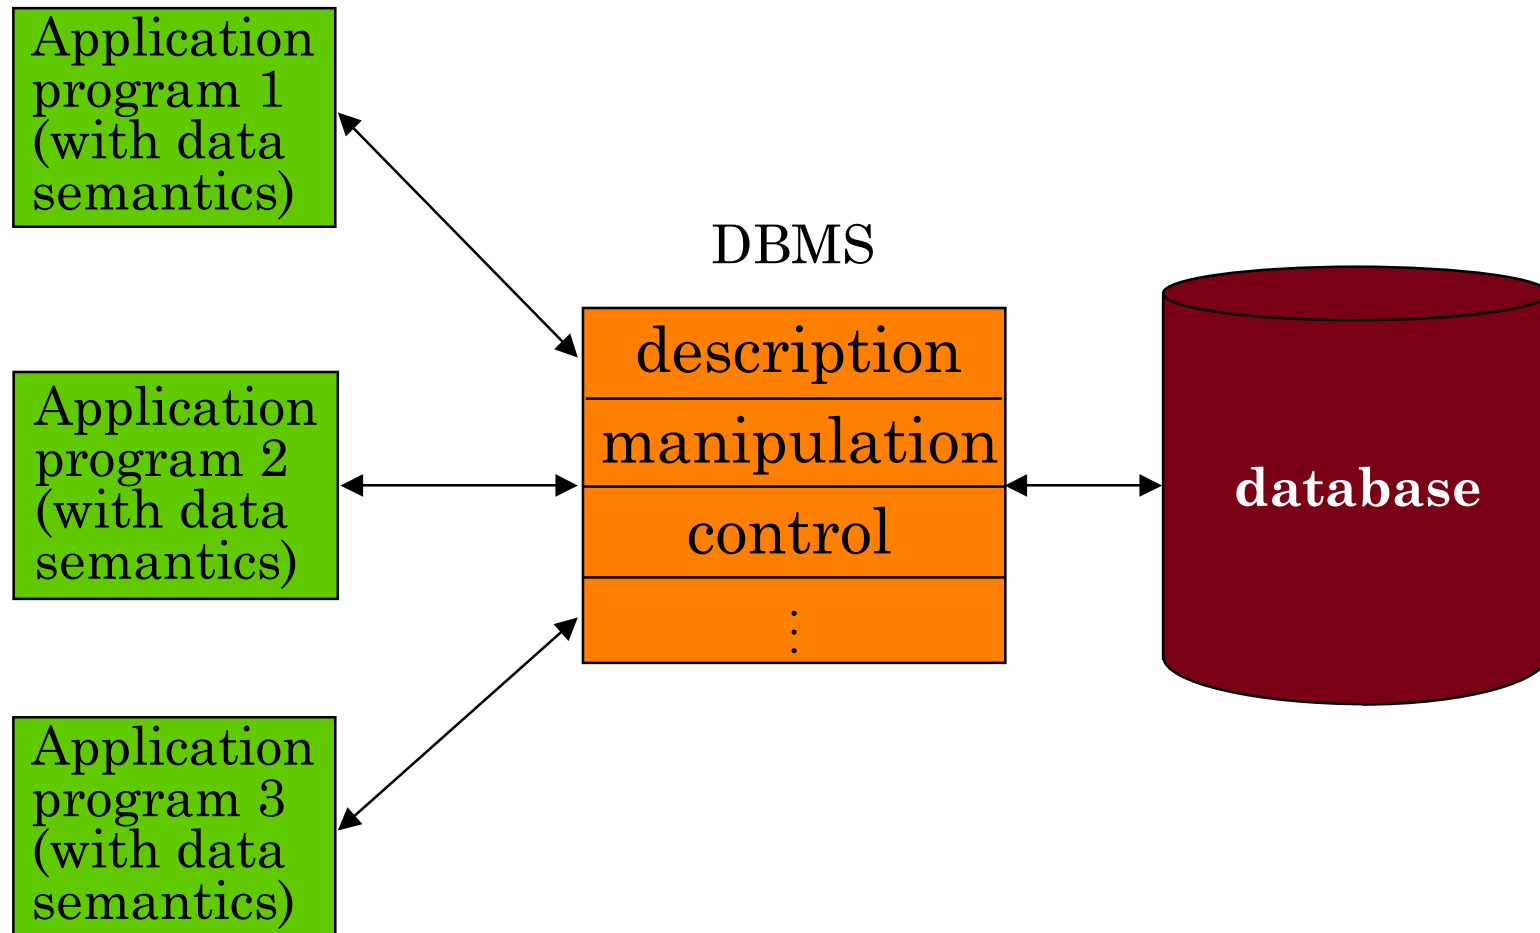 Application
program 1
(with data
semantics)
Application
program 2
(with data
semantics)
Application
program 3
(with data
semantics)
DBMS
description
manipulation
control
⋮
database